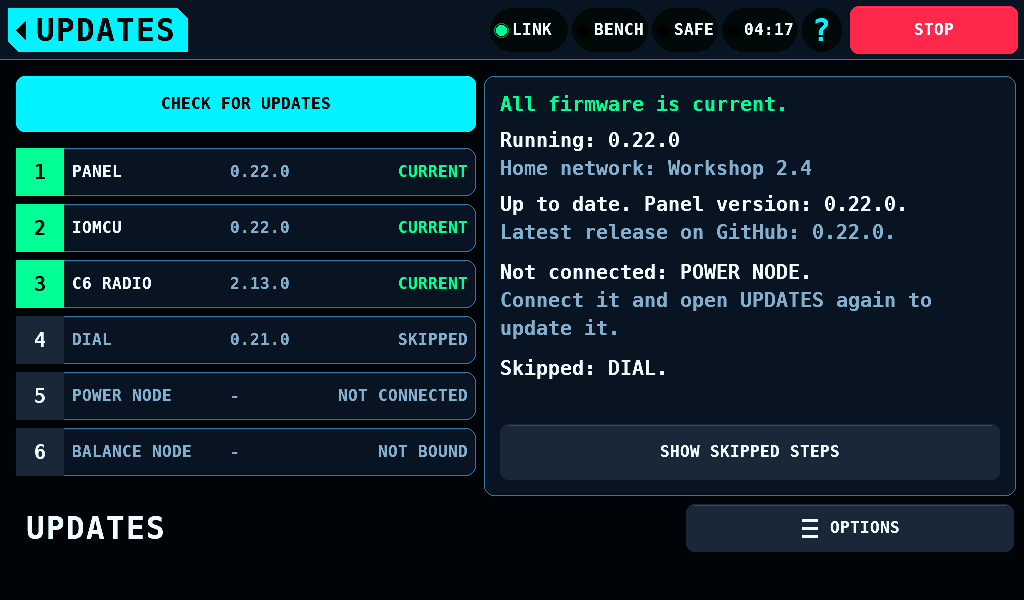 UPDATES
LINK
BENCH
SAFE
04:17
?
STOP
CHECK FOR UPDATES
1 PANEL 0.22.0 CURRENT
2 IOMCU 0.22.0 CURRENT
3 C6 RADIO 2.13.0 CURRENT
4 DIAL 0.21.0 SKIPPED
5 POWER NODE - NOT CONNECTED
6 BALANCE NODE - NOT BOUND
All firmware is current.
Running: 0.22.0
Home network: Workshop 2.4
Up to date. Panel version: 0.22.0.
Latest release on GitHub: 0.22.0.
Not connected: POWER NODE.
Connect it and open UPDATES again to
update it.
Skipped: DIAL.
SHOW SKIPPED STEPS
UPDATES
OPTIONS